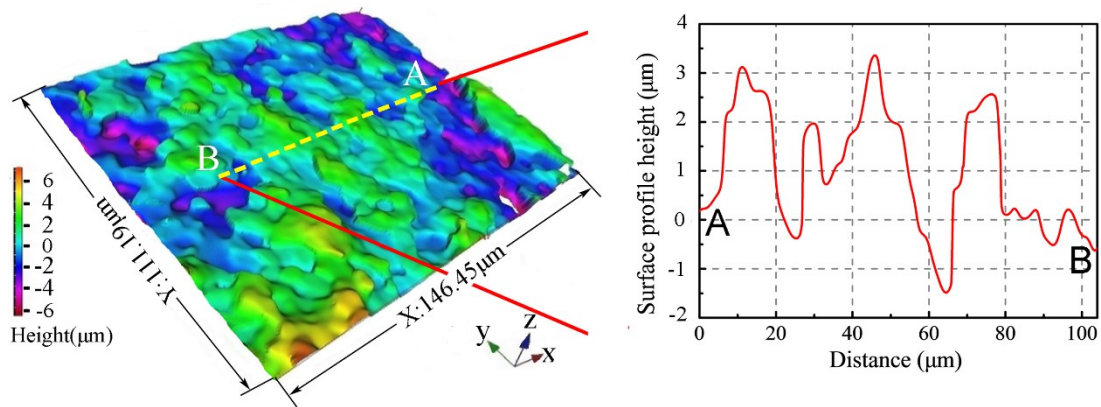 A
B
6
4
2
0
-2
-4
-6
Height(μm)
Y:111.19μm
X:146.45μm
y
z
x
4
3
2
1
0
-1
-2
Surface profile height (μm)
A
B
0
20
40
60
80
100
Distance (μm)